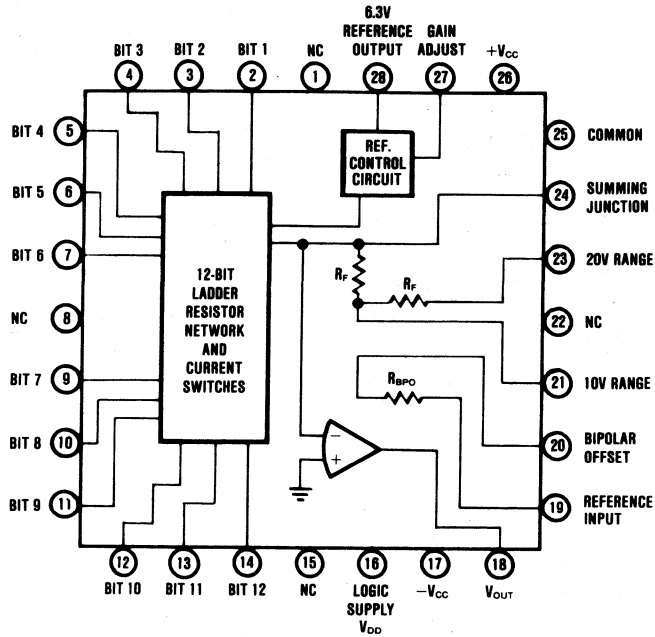 6.3V
REFERENCE
OUTPUT
GAIN
ADJUST
BIT 3
BIT 2
BIT 1
NC
+VCC
4
3
2
1
28
27
26
BIT 4
5
25
COMMON
REF.
CONTROL
CIRCUIT
BIT 5
6
24
SUMMING
JUNCTION
BIT 6
7
23
20V RANGE
RF
RF
12-BIT
LADDER
RESISTOR
NETWORK
AND
CURRENT
SWITCHES
NC
8
22
NC
BIT 7
9
21
10V RANGE
RBPO
BIT 8
10
20
BIPOLAR
OFFSET
−
+
BIT 9
11
19
REFERENCE
INPUT
12
13
14
15
16
17
18
BIT 10
BIT 11
BIT 12
NC
LOGIC
SUPPLY
VDD
−VCC
VOUT